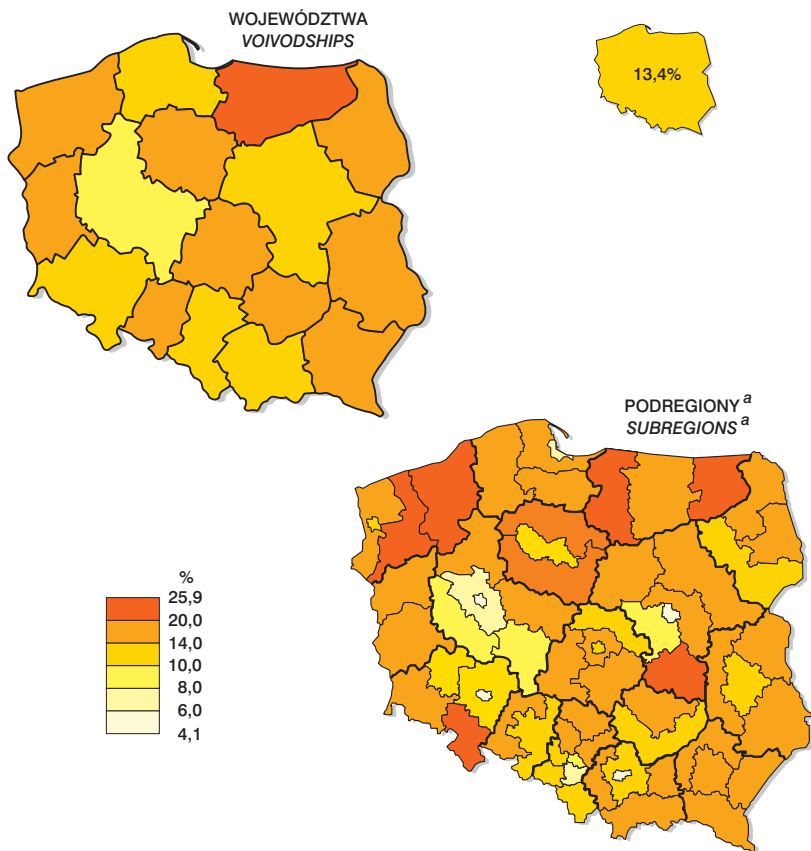 WOJEWÓDZTWA
VOIVODSHIPS
13,4%
PODREGIONY a
SUBREGIONS a
%
25,9
20,0
14,0
10,0
8,0
6,0
4,1